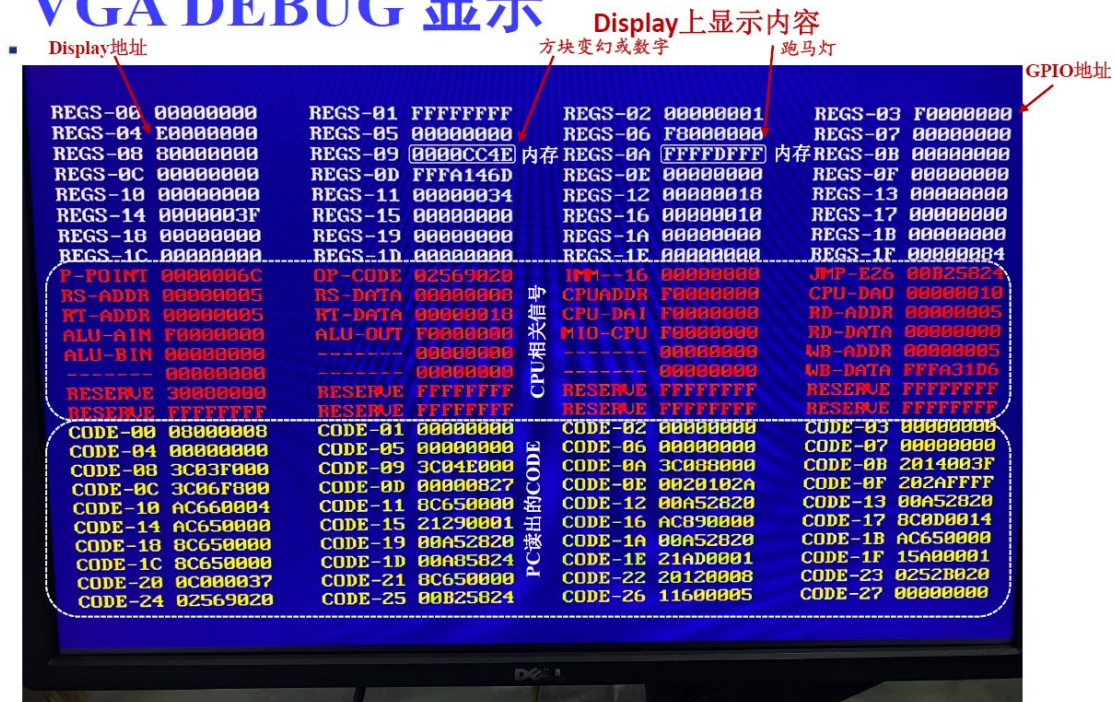 VGA DEBUG 显示
Display上显示内容
Display地址
方块变幻或数字
跑马灯
GPIO地址
REGS-00 00000000 REGS-01 FFFFFFFF REGS-02 00000001 REGS-03 F0000000
REGS-04 E0000000 REGS-05 00000000 REGS-06 F8000000 REGS-07 00000000
REGS-08 80000000 REGS-09 0000CC4E 内存 REGS-0A FFFFDFFF 内存 REGS-0B 00000000
REGS-0C 00000000 REGS-0D FFFA146D REGS-0E 00000000 REGS-0F 00000000
REGS-10 00000000 REGS-11 00000034 REGS-12 00000018 REGS-13 00000000
REGS-14 0000003F REGS-15 00000000 REGS-16 00000010 REGS-17 00000000
REGS-18 00000000 REGS-19 00000000 REGS-1A 00000000 REGS-1B 00000000
REGS-1C 00000000 REGS-1D 00000000 REGS-1E 00000000 REGS-1F 00000084
P-POINT 0000006C OP-CODE 02569020 IMM--16 00000000 JMP-E26 00B25824
RS-ADDR 00000005 RS-DATA 00000008 CPUADDR F0000000 CPU-DAO 00000010
RT-ADDR 00000005 RT-DATA 00000018 CPU-DAI F0000000 RD-ADDR 00000005
ALU-AIN F0000000 ALU-OUT F0000000 MIO-CPU F0000000 RD-DATA 00000000
ALU-BIN 00000000 ------- 00000000 ------- 00000000 WB-ADDR 00000005
------- 00000000 ------- 00000000 ------- 00000000 WB-DATA FFFA31D6
RESERVE 30080000 RESERVE FFFFFFFF RESERVE FFFFFFFF RESERVE FFFFFFFF
RESERVE FFFFFFFF RESERVE FFFFFFFF RESERVE FFFFFFFF RESERVE FFFFFFFF
CPU相关信号
CODE-00 08000008 CODE-01 00000000 CODE-02 00000000 CODE-03 00000000
CODE-04 00000000 CODE-05 00000000 CODE-06 00000000 CODE-07 00000000
CODE-08 3C03F000 CODE-09 3C04E000 CODE-0A 3C088000 CODE-0B 2014003F
CODE-0C 3C06F800 CODE-0D 00000827 CODE-0E 0020102A CODE-0F 202AFFFF
CODE-10 AC660004 CODE-11 8C650000 CODE-12 00A52820 CODE-13 00A52820
CODE-14 AC650000 CODE-15 21290001 CODE-16 AC890000 CODE-17 8C0D0014
CODE-18 8C650000 CODE-19 00A52820 CODE-1A 00A52820 CODE-1B AC650000
CODE-1C 8C650000 CODE-1D 00A85824 CODE-1E 21AD0001 CODE-1F 15A00001
CODE-20 0C000037 CODE-21 8C650000 CODE-22 20120008 CODE-23 0252B020
CODE-24 02569020 CODE-25 00B25824 CODE-26 11600005 CODE-27 00000000
PC读出的CODE
DELL